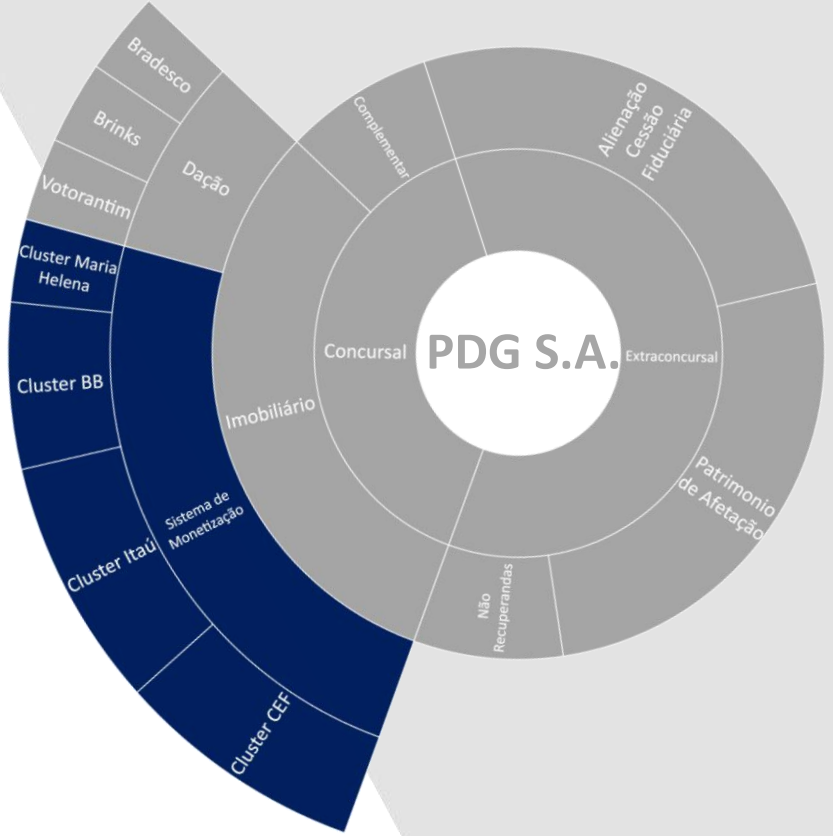 Bradesco
Brinks
Votorantim
Dação
Complementar
Alienação
Cessão
Fiduciária
Cluster Maria
Helena
Cluster BB
Concursal
PDG S.A.
Extraconcursal
Imobiliário
Sistema de
Monetização
Cluster Itaú
Patrimonio
de Afetação
Não
Recuperandas
Cluster CEF